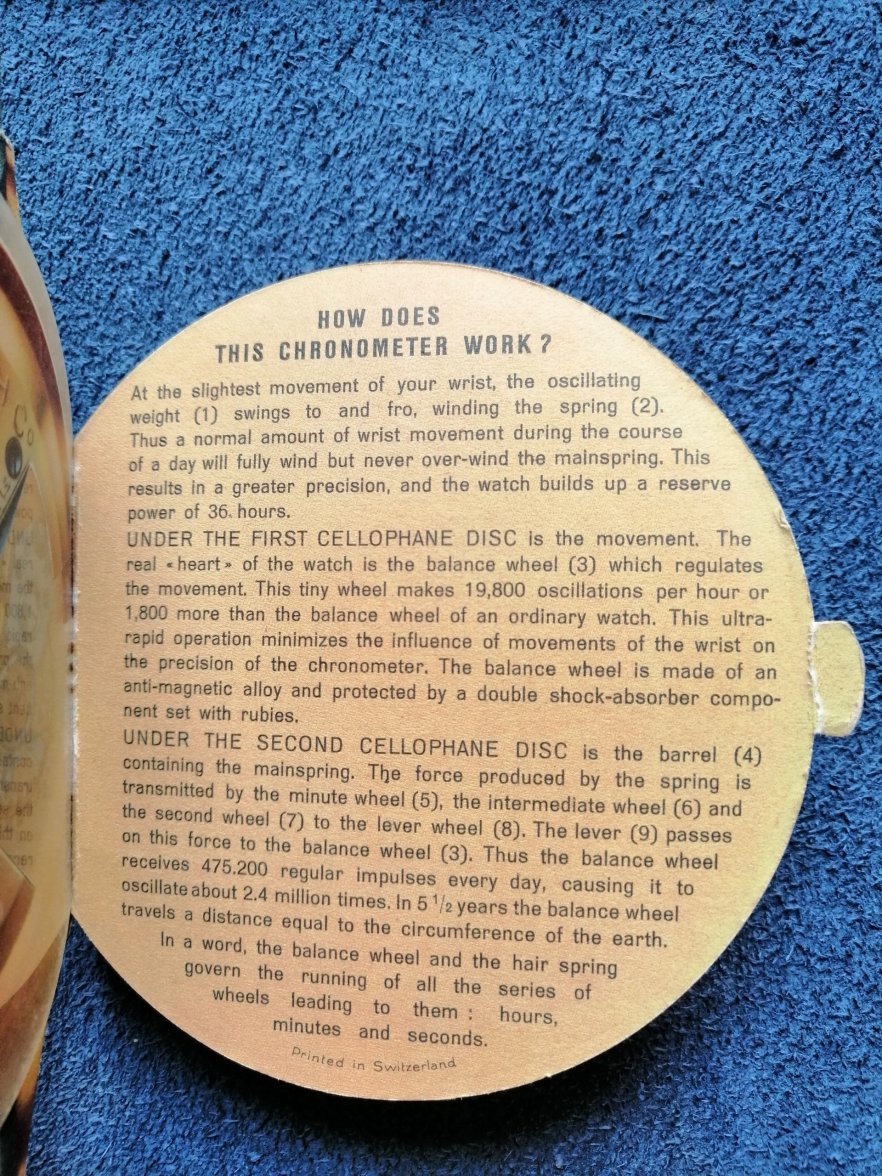 HOW DOES
THIS CHRONOMETER WORK ?
At the slightest movement of your wrist, the oscillating
weight (1) swings to and fro, winding the spring (2).
Thus a normal amount of wrist movement during the course
of a day will fully wind but never over-wind the mainspring. This
results in a greater precision, and the watch builds up a reserve
power of 36 hours.
UNDER THE FIRST CELLOPHANE DISC is the movement. The
real «heart» of the watch is the balance wheel (3) which regulates
the movement. This tiny wheel makes 19,800 oscillations per hour or
1,800 more than the balance wheel of an ordinary watch. This ultra-
rapid operation minimizes the influence of movements of the wrist on
the precision of the chronometer. The balance wheel is made of an
anti-magnetic alloy and protected by a double shock-absorber compo-
nent set with rubies.
UNDER THE SECOND CELLOPHANE DISC is the barrel (4)
containing the mainspring. The force produced by the spring is
transmitted by the minute wheel (5), the intermediate wheel (6) and
the second wheel (7) to the lever wheel (8). The lever (9) passes
on this force to the balance wheel (3). Thus the balance wheel
receives 475.200 regular impulses every day, causing it to
oscillate about 2.4 million times. In 5 1/2 years the balance wheel
travels a distance equal to the circumference of the earth.
In a word, the balance wheel and the hair spring
govern the running of all the series of
wheels leading to them : hours,
minutes and seconds.
Printed in Switzerland